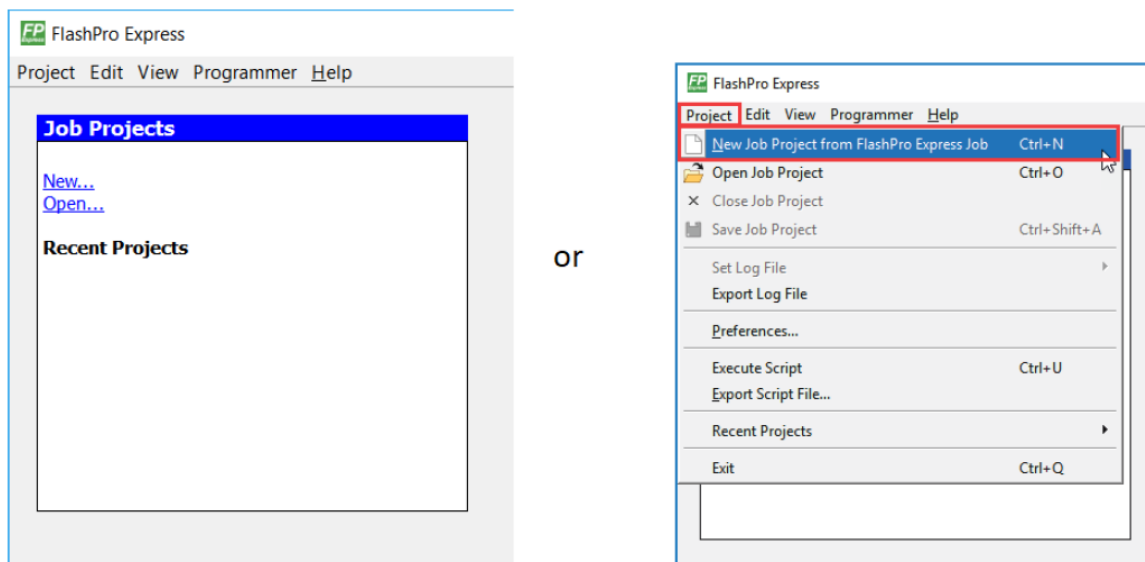 FP Express FlashPro Express
Project Edit View Programmer Help
Job Projects
New...
Open...
Recent Projects
or
FP Express FlashPro Express
Project Edit View Programmer Help
New Job Project from FlashPro Express Job Ctrl+N
Open Job Project Ctrl+O
Close Job Project
Save Job Project Ctrl+Shift+A
Set Log File
Export Log File
Preferences...
Execute Script Ctrl+U
Export Script File...
Recent Projects
Exit Ctrl+Q